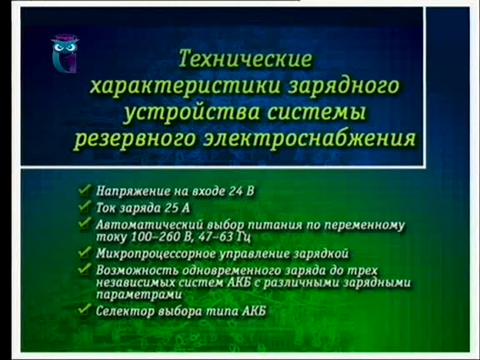 Технические
характеристики зарядного
устройства системы
резервного электроснабжения
Напряжение на входе 24 В
Ток заряда 25 А
Автоматический выбор питания по переменному
току 100–260 В, 47–63 Гц
Микропроцессорное управление зарядкой
Возможность одновременного заряда до трех
независимых систем АКБ с различными зарядными
параметрами
Селектор выбора типа АКБ